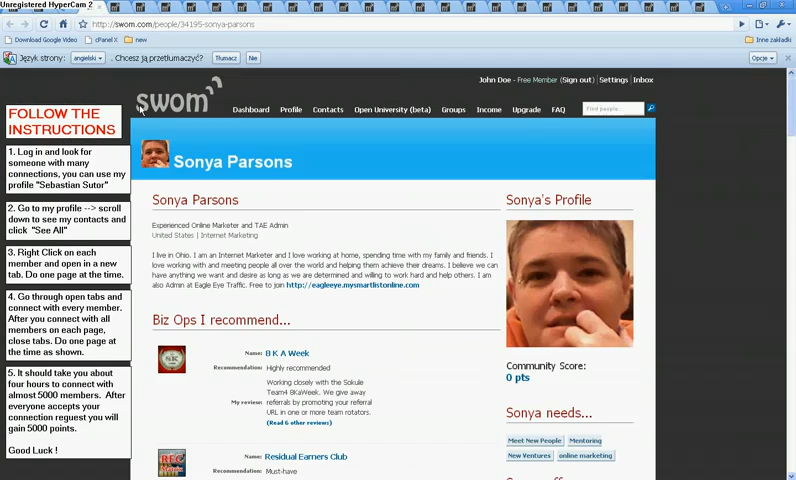 Unregistered HyperCam 2
http://swom.com/people/34195-sonya-parsons
Download Google Video
cPanel X
new
Inne zakładki
Język strony:
angielski
. Chcesz ją przetłumaczyć?
Tłumacz
Nie
Opcje
FOLLOW THE
INSTRUCTIONS
1. Log in and look for
someone with many
connections, you can use my
profile "Sebastian Sutor"
2. Go to my profile --> scroll
down to see my contacts and
click "See All"
3. Right Click on each
member and open in a new
tab. Do one page at the time.
4. Go through open tabs and
connect with every member.
After you connect with all
members on each page,
close tabs. Do one page at
the time as shown.
5. It should take you about
four hours to connect with
almost 5000 members. After
everyone accepts your
connection reguest you will
gain 5000 points.
Good Luck !
swom
John Doe - Free Member (Sign out)
Settings
Inbox
Dashboard
Profile
Contacts
Open University (beta)
Groups
Income
Upgrade
FAQ
Find people...
Sonya Parsons
Sonya Parsons
Experienced Online Marketer and TAE Admin
United States | Internet Marketing
I live in Ohio. I am an Internet Marketer and I love working at home, spending time with my family and friends. I
love working with and meeting people all over the world and helping them achieve their dreams. I believe we can
have anything we want and desire as long as we are determined and willing to work hard and help others. I am
also Admin at Eagle Eye Traffic. Free to join http://eagleeye.mysmartlistonline.com
Biz Ops I recommend...
Name: 8 K A Week
Recommendation: Highly recommended
Working closely with the Sokule
Team4 8KaWeek. We give away
My review: referrals by promoting your referral
URL in one or more team rotators.
(Read 6 other reviews)
Name: Residual Earners Club
Recommendation: Must-have
Sonya's Profile
Community Score:
0 pts
Sonya needs...
Meet New People
Mentoring
New Ventures
online marketing